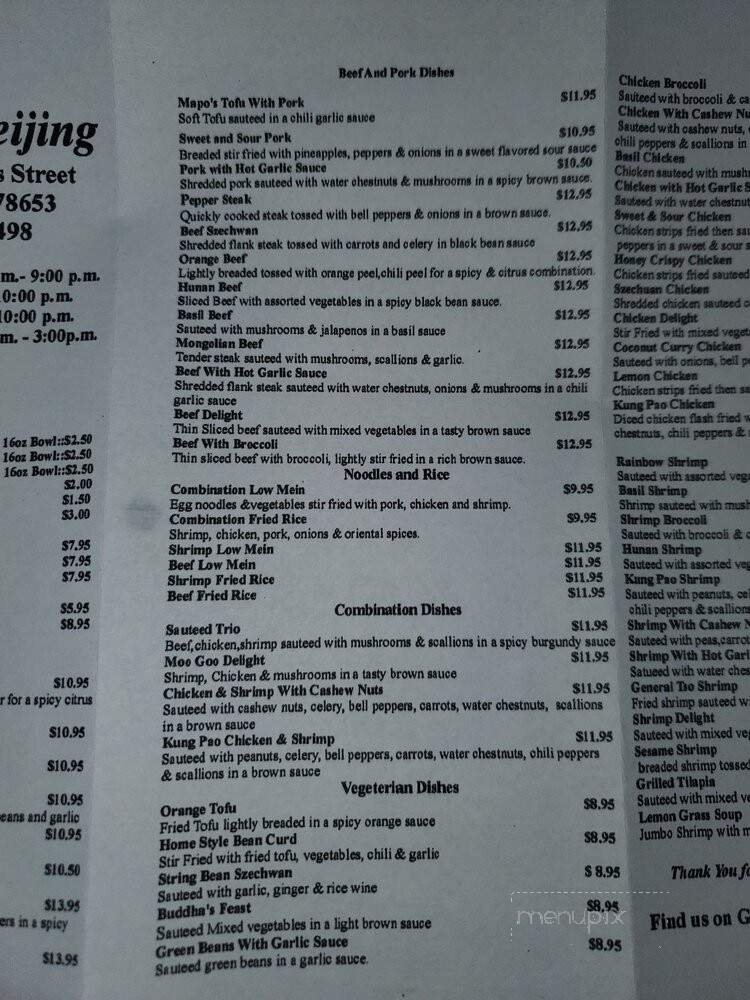 eijing
s Street
78653
498
m.- 9:00 p.m.
0:00 p.m.
10:00 p.m.
m. - 3:00p.m.
16oz Bowl::$2.50
16oz Bowl::$2.50
16oz Bowl::$2.50
$2.00
$1.50
$3.00
$7.95
$7.95
$7.95
$5.95
$8.95
$10.95
r for a spicy citrus
$10.95
$10.95
$10.95
eans and garlic
$10.95
$10.50
$13.95
ers in a spicy
$13.95
Beef And Pork Dishes
Mapo's Tofu With Pork $11.95
Soft Tofu sauteed in a chili garlic sauce
Sweet and Sour Pork $10.95
Breaded stir fried with pineapples, peppers & onions in a sweet flavored sour sauce
Pork with Hot Garlic Sauce $10.50
Shredded pork sauteed with water chestnuts & mushrooms in a spicy brown sauce.
Pepper Steak $12.95
Quickly cooked steak tossed with bell peppers & onions in a brown sauce.
Beef Szechwan $12.95
Shredded flank steak tossed with carrots and celery in black bean sauce
Orange Beef $12.95
Lightly breaded tossed with orange peel,chili peel for a spicy & citrus combination.
Hunan Beef $12.95
Sliced Beef with assorted vegetables in a spicy black bean sauce.
Basil Beef $12.95
Sauteed with mushrooms & jalapenos in a basil sauce
Mongolian Beef $12.95
Tender steak sauteed with mushrooms, scallions & garlic.
Beef With Hot Garlic Sauce $12.95
Shredded flank steak sauteed with water chestnuts, onions & mushrooms in a chili
garlic sauce
Beef Delight $12.95
Thin Sliced beef sauteed with mixed vegetables in a tasty brown sauce
Beef With Broccoli $12.95
Thin sliced beef with broccoli, lightly stir fried in a rich brown sauce.
Noodles and Rice
Combination Low Mein $9.95
Egg noodles &vegetables stir fried with pork, chicken and shrimp.
Combination Fried Rice $9.95
Shrimp, chicken, pork, onions & oriental spices.
Shrimp Low Mein $11.95
Beef Low Mein $11.95
Shrimp Fried Rice $11.95
Beef Fried Rice $11.95
Combination Dishes
Sauteed Trio $11.95
Beef,chicken,shrimp sauteed with mushrooms & scallions in a spicy burgundy sauce
Moo Goo Delight $11.95
Shrimp, Chicken & mushrooms in a tasty brown sauce
Chicken & Shrimp With Cashew Nuts $11.95
Sauteed with cashew nuts, celery, bell peppers, carrots, water chestnuts, scallions
in a brown sauce
Kung Pao Chicken & Shrimp $11.95
Sauteed with peanuts, celery, bell peppers, carrots, water chestnuts, chili peppers
& scallions in a brown sauce
Vegeterian Dishes
Orange Tofu $8.95
Fried Tofu lightly breaded in a spicy orange sauce
Home Style Bean Curd $8.95
Stir Fried with fried tofu, vegetables, chili & garlic
String Bean Szechwan $ 8.95
Sauteed with garlic, ginger & rice wine
Buddha's Feast $8.95
Sauteed Mixed vegetables in a light brown sauce
Green Beans With Garlic Sauce $8.95
Sauteed green beans in a garlic sauce.
Chicken Broccoli
Sauteed with broccoli & ca
Chicken With Cashew Nu
Sauteed with cashew nuts,
chili peppers & scallions in
Basil Chicken
Chicken sauteed with mush
Chicken with Hot Garlic S
Sauteed with water chestnut
Sweet & Sour Chicken
Chicken strips fried then sau
peppers in a sweet & sour s
Honey Crispy Chicken
Chicken strips fried sauteed
Szechuan Chicken
Shredded chicken sauteed c
Chicken Delight
Stir Fried with mixed veget
Coconut Curry Chicken
Sauteed with onions, bell p
Lemon Chicken
Chicken strips fried then sa
Kung Pao Chicken
Diced chicken flash fried w
chestnuts, chili peppers &
Rainbow Shrimp
Sauteed with assorted vege
Basil Shrimp
Shrimp sauteed with mush
Shrimp Broccoli
Sauteed with broccoli & c
Hunan Shrimp
Sauteed with assorted veg
Kung Pao Shrimp
Sauteed with peanuts, cel
chili peppers & scallions
Shrimp With Cashew N
Sauteed with peas,carrot
Shrimp With Hot Garl
Satueed with water ches
General Tso Shrimp
Fried shrimp sauteed wi
Shrimp Delight
Sauteed with mixed veg
Sesame Shrimp
breaded shrimp tossed
Grilled Tilapia
Sauteed with mixed ve
Lemon Grass Soup
Jumbo Shrimp with m
Thank You fo
Find us on G
menupix